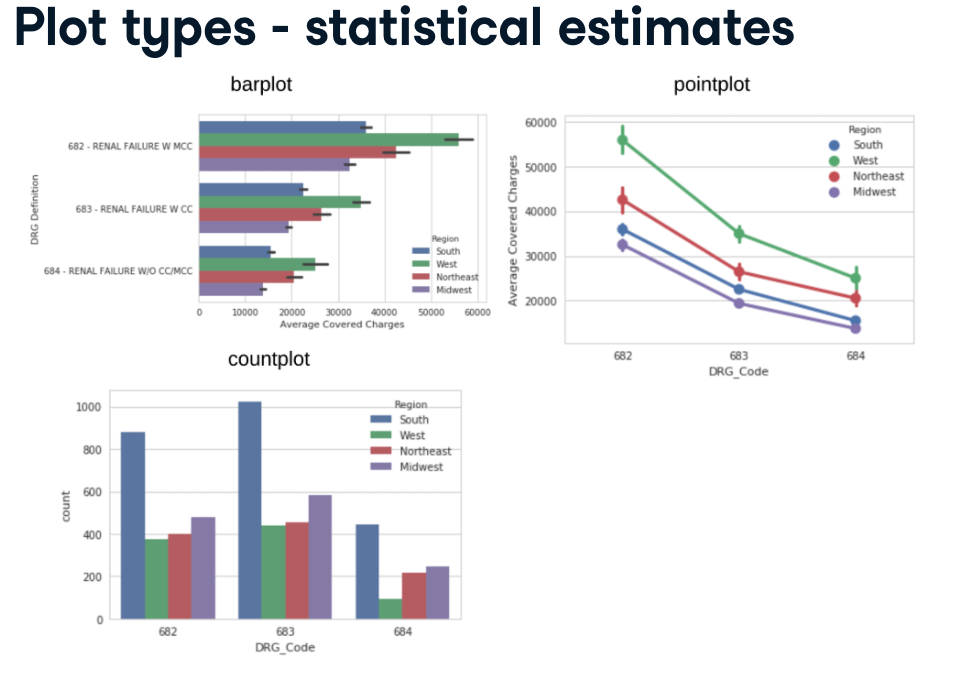 Plot types - statistical estimates
barplot
DRG Definition
682 - RENAL FAILURE W MCC
683 - RENAL FAILURE W CC
684 - RENAL FAILURE W/O CC/MCC
Region
South
West
Northeast
Midwest
0 10000 20000 30000 40000 50000 60000
Average Covered Charges
pointplot
Average Covered Charges
60000
50000
40000
30000
20000
Region
South
West
Northeast
Midwest
682 683 684
DRG_Code
countplot
count
1000
800
600
400
200
0
Region
South
West
Northeast
Midwest
682 683 684
DRG_Code